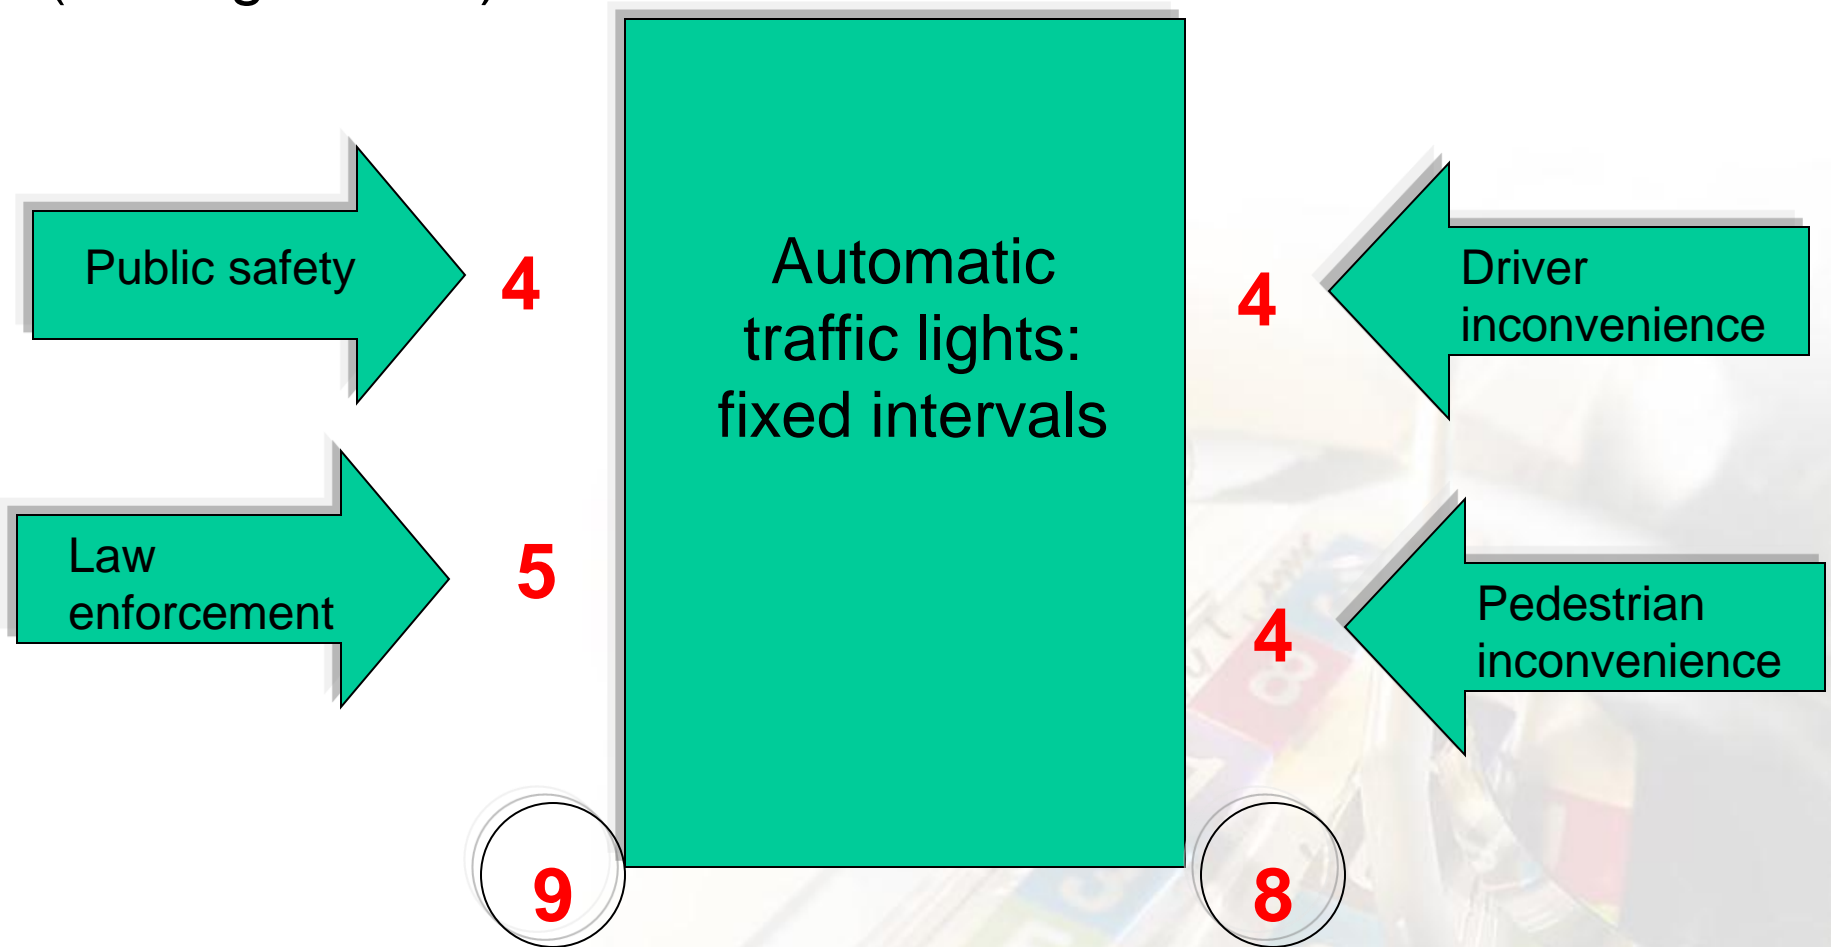 Public safety
4
Law
enforcement
5
9
Automatic
traffic lights:
fixed intervals
4
Driver
inconvenience
4
Pedestrian
inconvenience
8